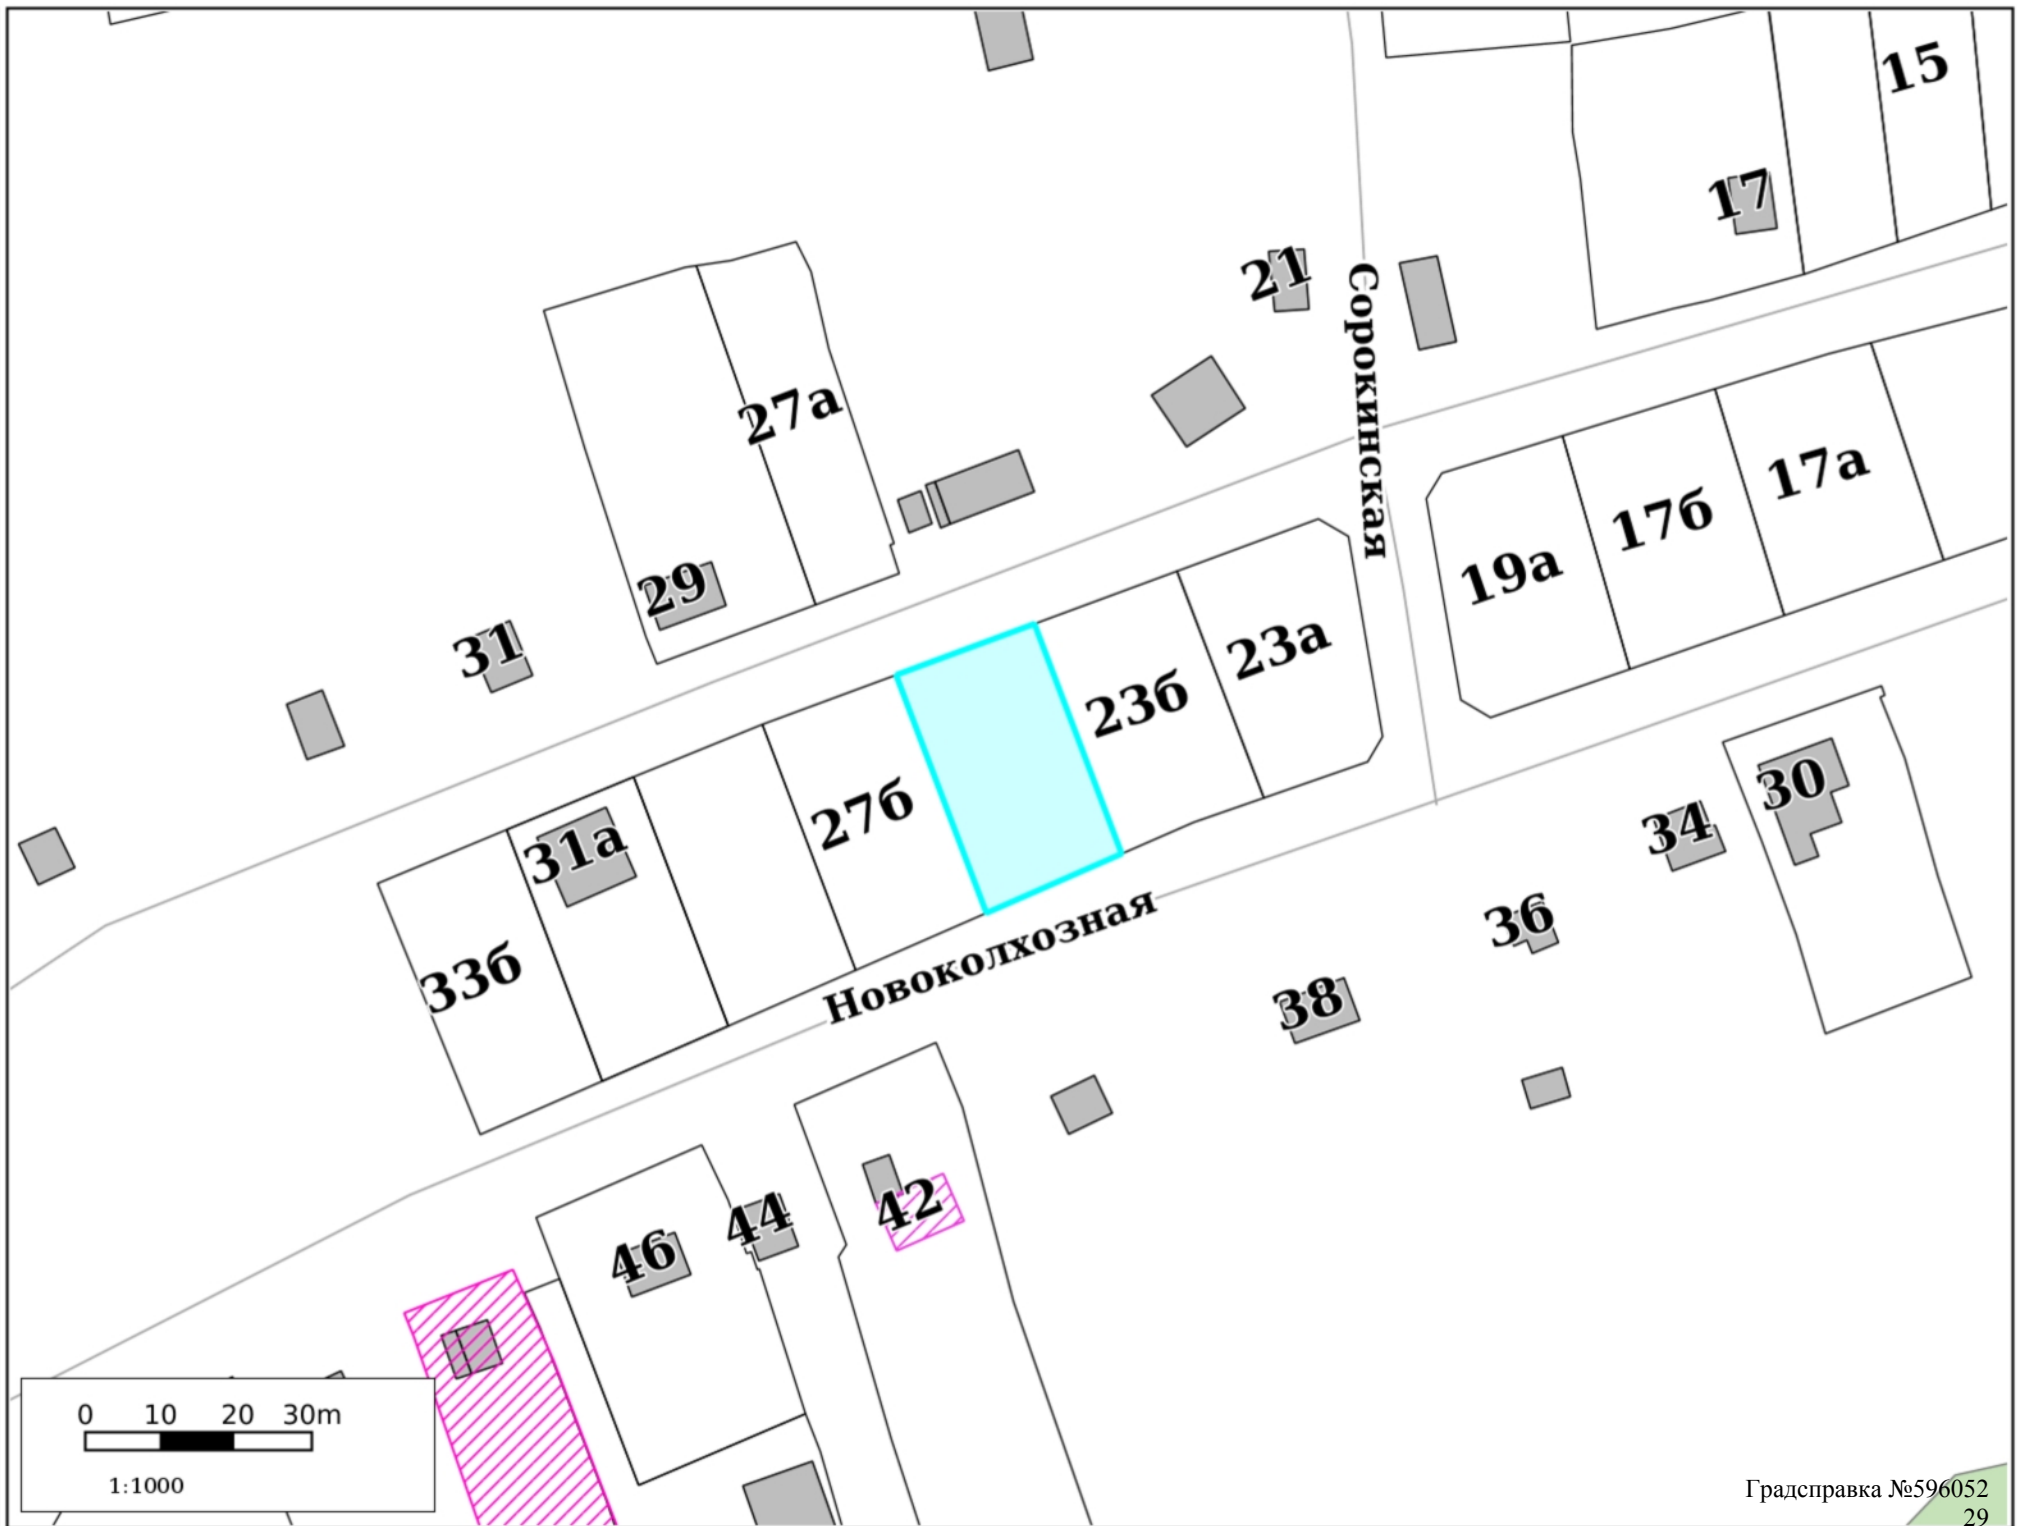 15
17
21
Сорокинская
27а
17а
17б
19а
29
31
23а
23б
27б
30
34
31а
36
33б
Новоколхозная
38
42
44
46
0 10 20 30m
1:1000
Градсправка №596052
29